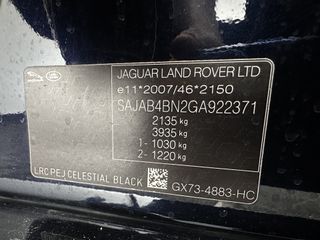 JAGUAR LAND ROVER LTD
e11*2007/46*2150
SAJAB4BN2GA922371
2135 kg
3935 kg
1- 1030 kg
2- 1220 kg
LRC PEJ CELESTIAL BLACK
GX73-4883-HC